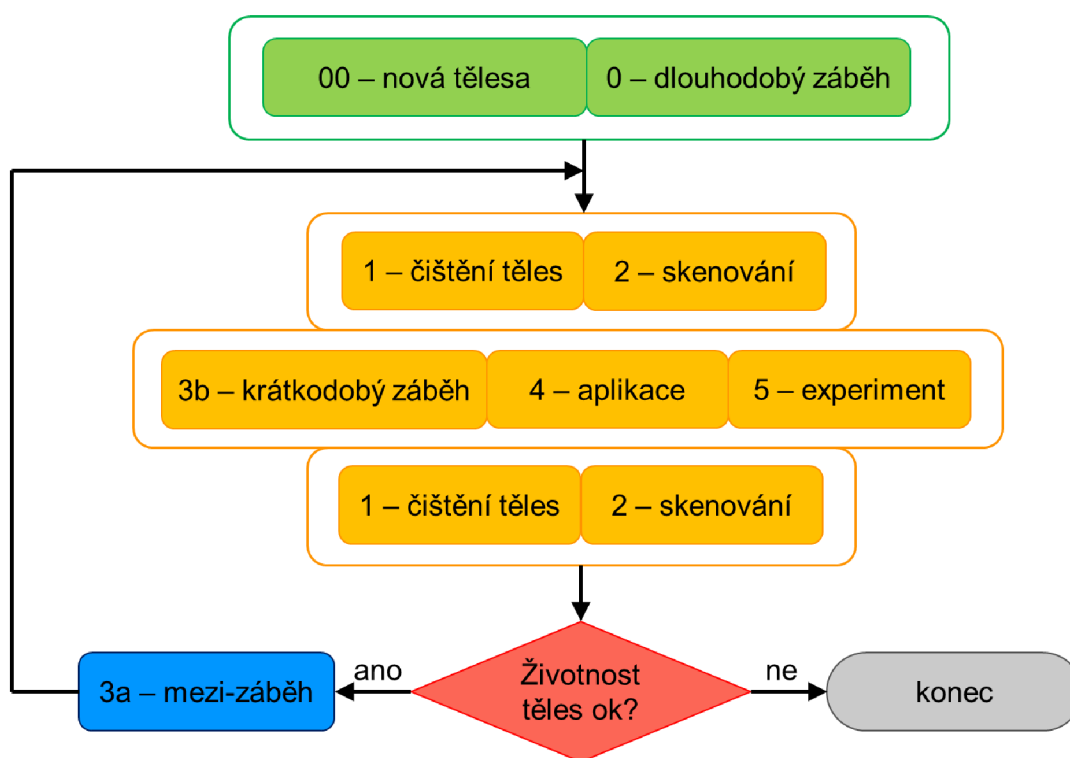 00 – nová tělesa
0 – dlouhodobý záběh
1 – čištění těles
2 – skenování
3b – krátkodobý záběh
4 – aplikace
5 – experiment
1 – čištění těles
2 – skenování
3a – mezi-záběh
ano
Životnost
těles ok?
ne
konec